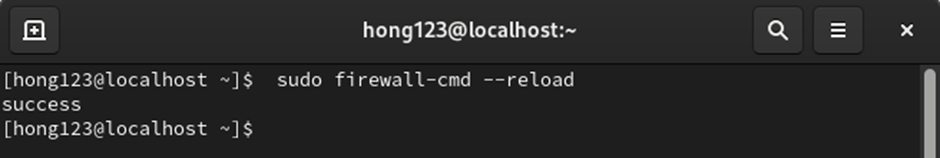 hong123@localhost:~
[hong123@localhost ~]$  sudo firewall-cmd --reload
success
[hong123@localhost ~]$